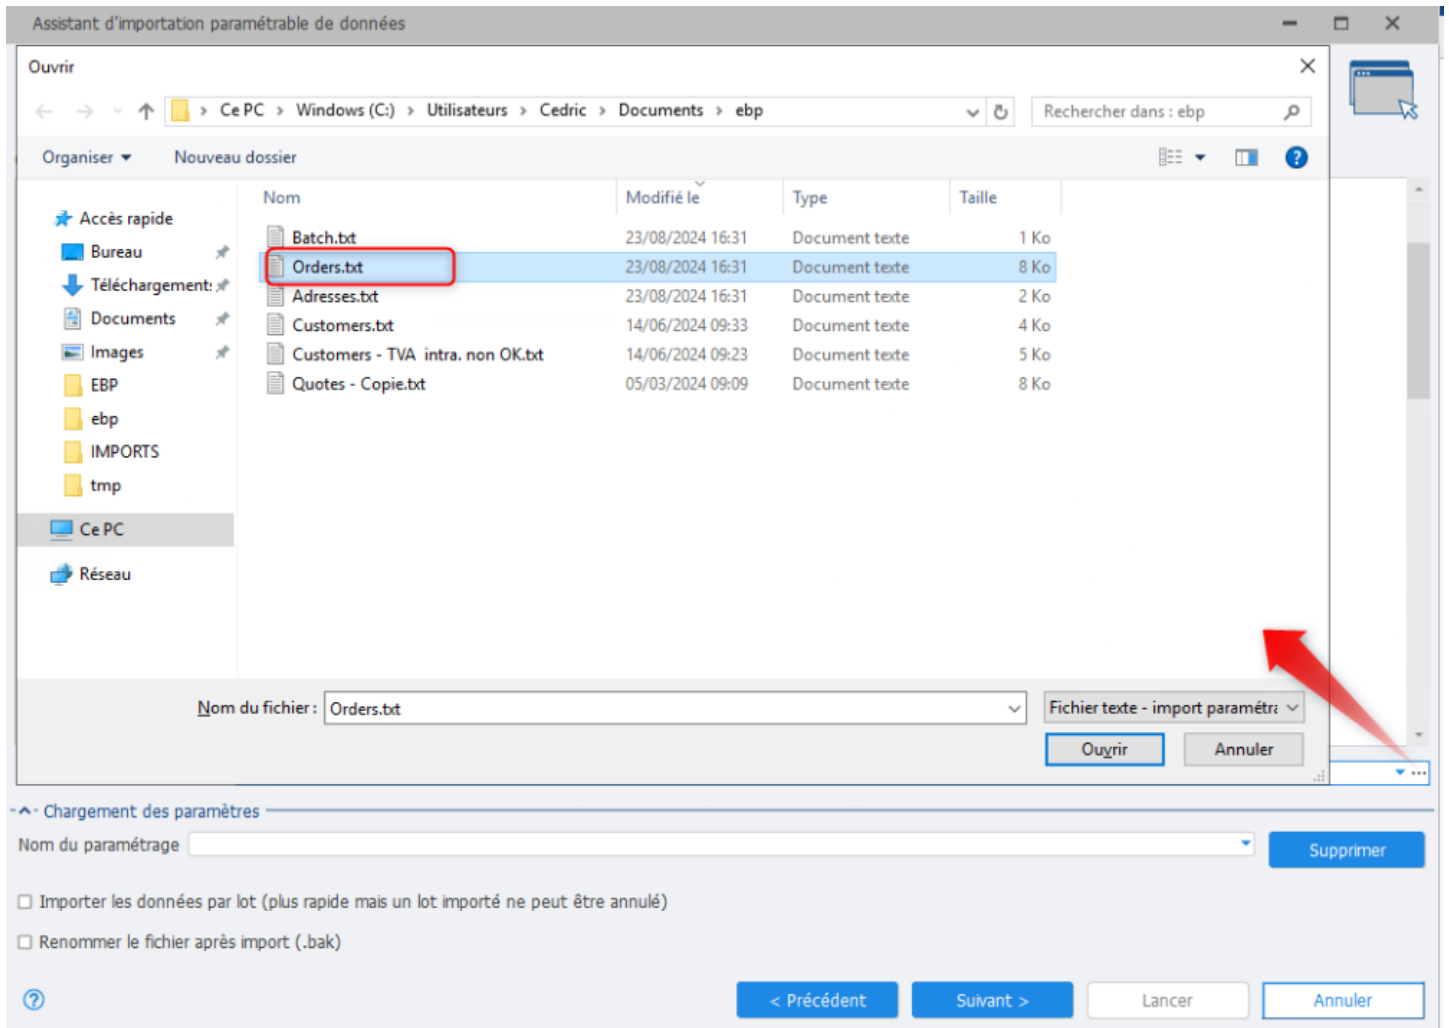 Assistant d'importation paramétrable de données
Ouvrir
Ce PC > Windows (C:) > Utilisateurs > Cedric > Documents > ebp
Rechercher dans : ebp
Organiser
Nouveau dossier
Nom
Modifié le
Type
Taille
Accès rapide
Bureau
Téléchargements
Documents
Images
EBP
ebp
IMPORTS
tmp
Ce PC
Réseau
Batch.txt 23/08/2024 16:31 Document texte 1 Ko
Orders.txt 23/08/2024 16:31 Document texte 8 Ko
Adresses.txt 23/08/2024 16:31 Document texte 2 Ko
Customers.txt 14/06/2024 09:33 Document texte 4 Ko
Customers - TVA intra. non OK.txt 14/06/2024 09:23 Document texte 5 Ko
Quotes - Copie.txt 05/03/2024 09:09 Document texte 8 Ko
Nom du fichier : Orders.txt
Fichier texte - import paramétra
Ouvrir
Annuler
Chargement des paramètres
Nom du paramétrage
Supprimer
Importer les données par lot (plus rapide mais un lot importé ne peut être annulé)
Renommer le fichier après import (.bak)
< Précédent
Suivant >
Lancer
Annuler